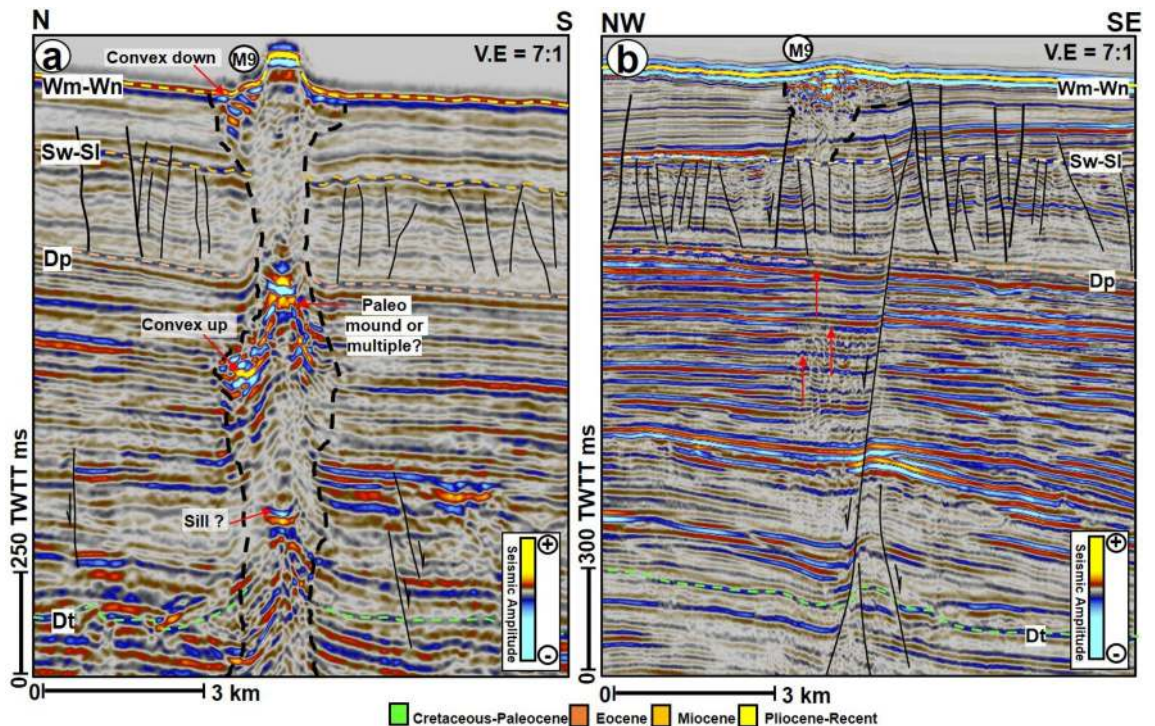 N
S
a
Convex down
M9
V.E = 7:1
Wm-Wn
Sw-Sl
Dp
Convex up
Paleo
mound or
multiple?
Sill ?
Dt
250 TWTT ms
0
Seismic Amplitude
+
-
0
3 km
NW
SE
b
M9
V.E = 7:1
Wm-Wn
Sw-Sl
Dp
Dt
300 TWTT ms
0
Seismic Amplitude
+
-
0
3 km
Cretaceous-Paleocene Eocene Miocene Pliocene-Recent